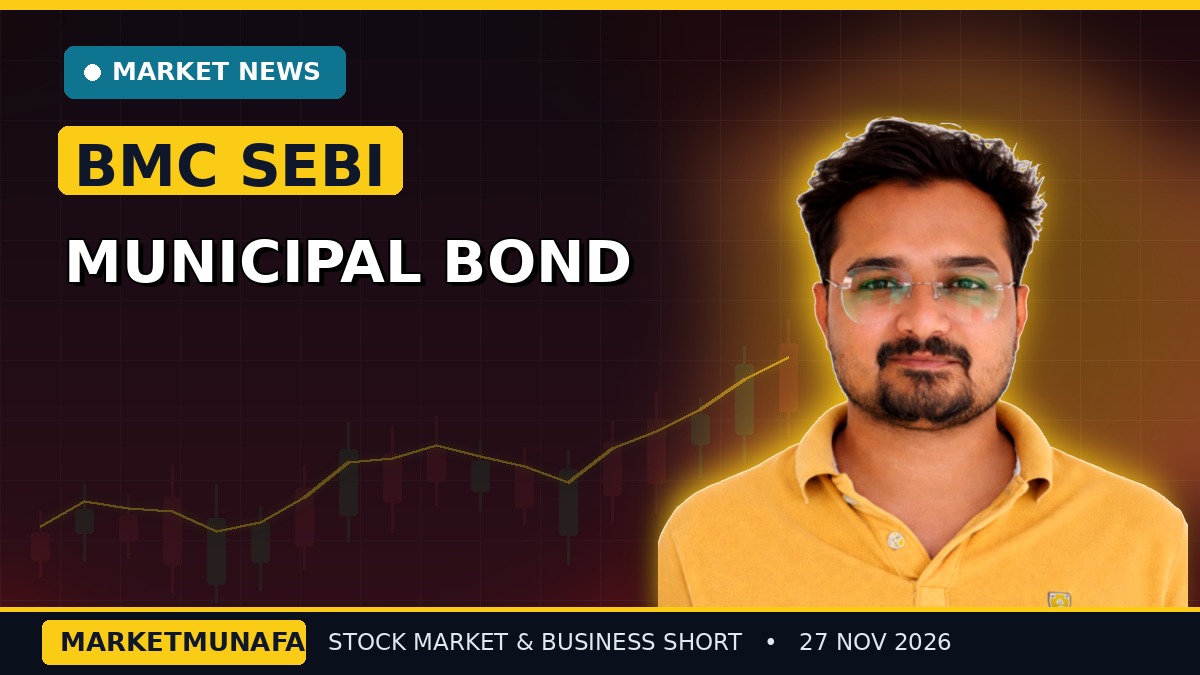 MARKET NEWS
BMC SEBI
MUNICIPAL BOND
MARKETMUNAFA STOCK MARKET & BUSINESS SHORT • 27 NOV 2026